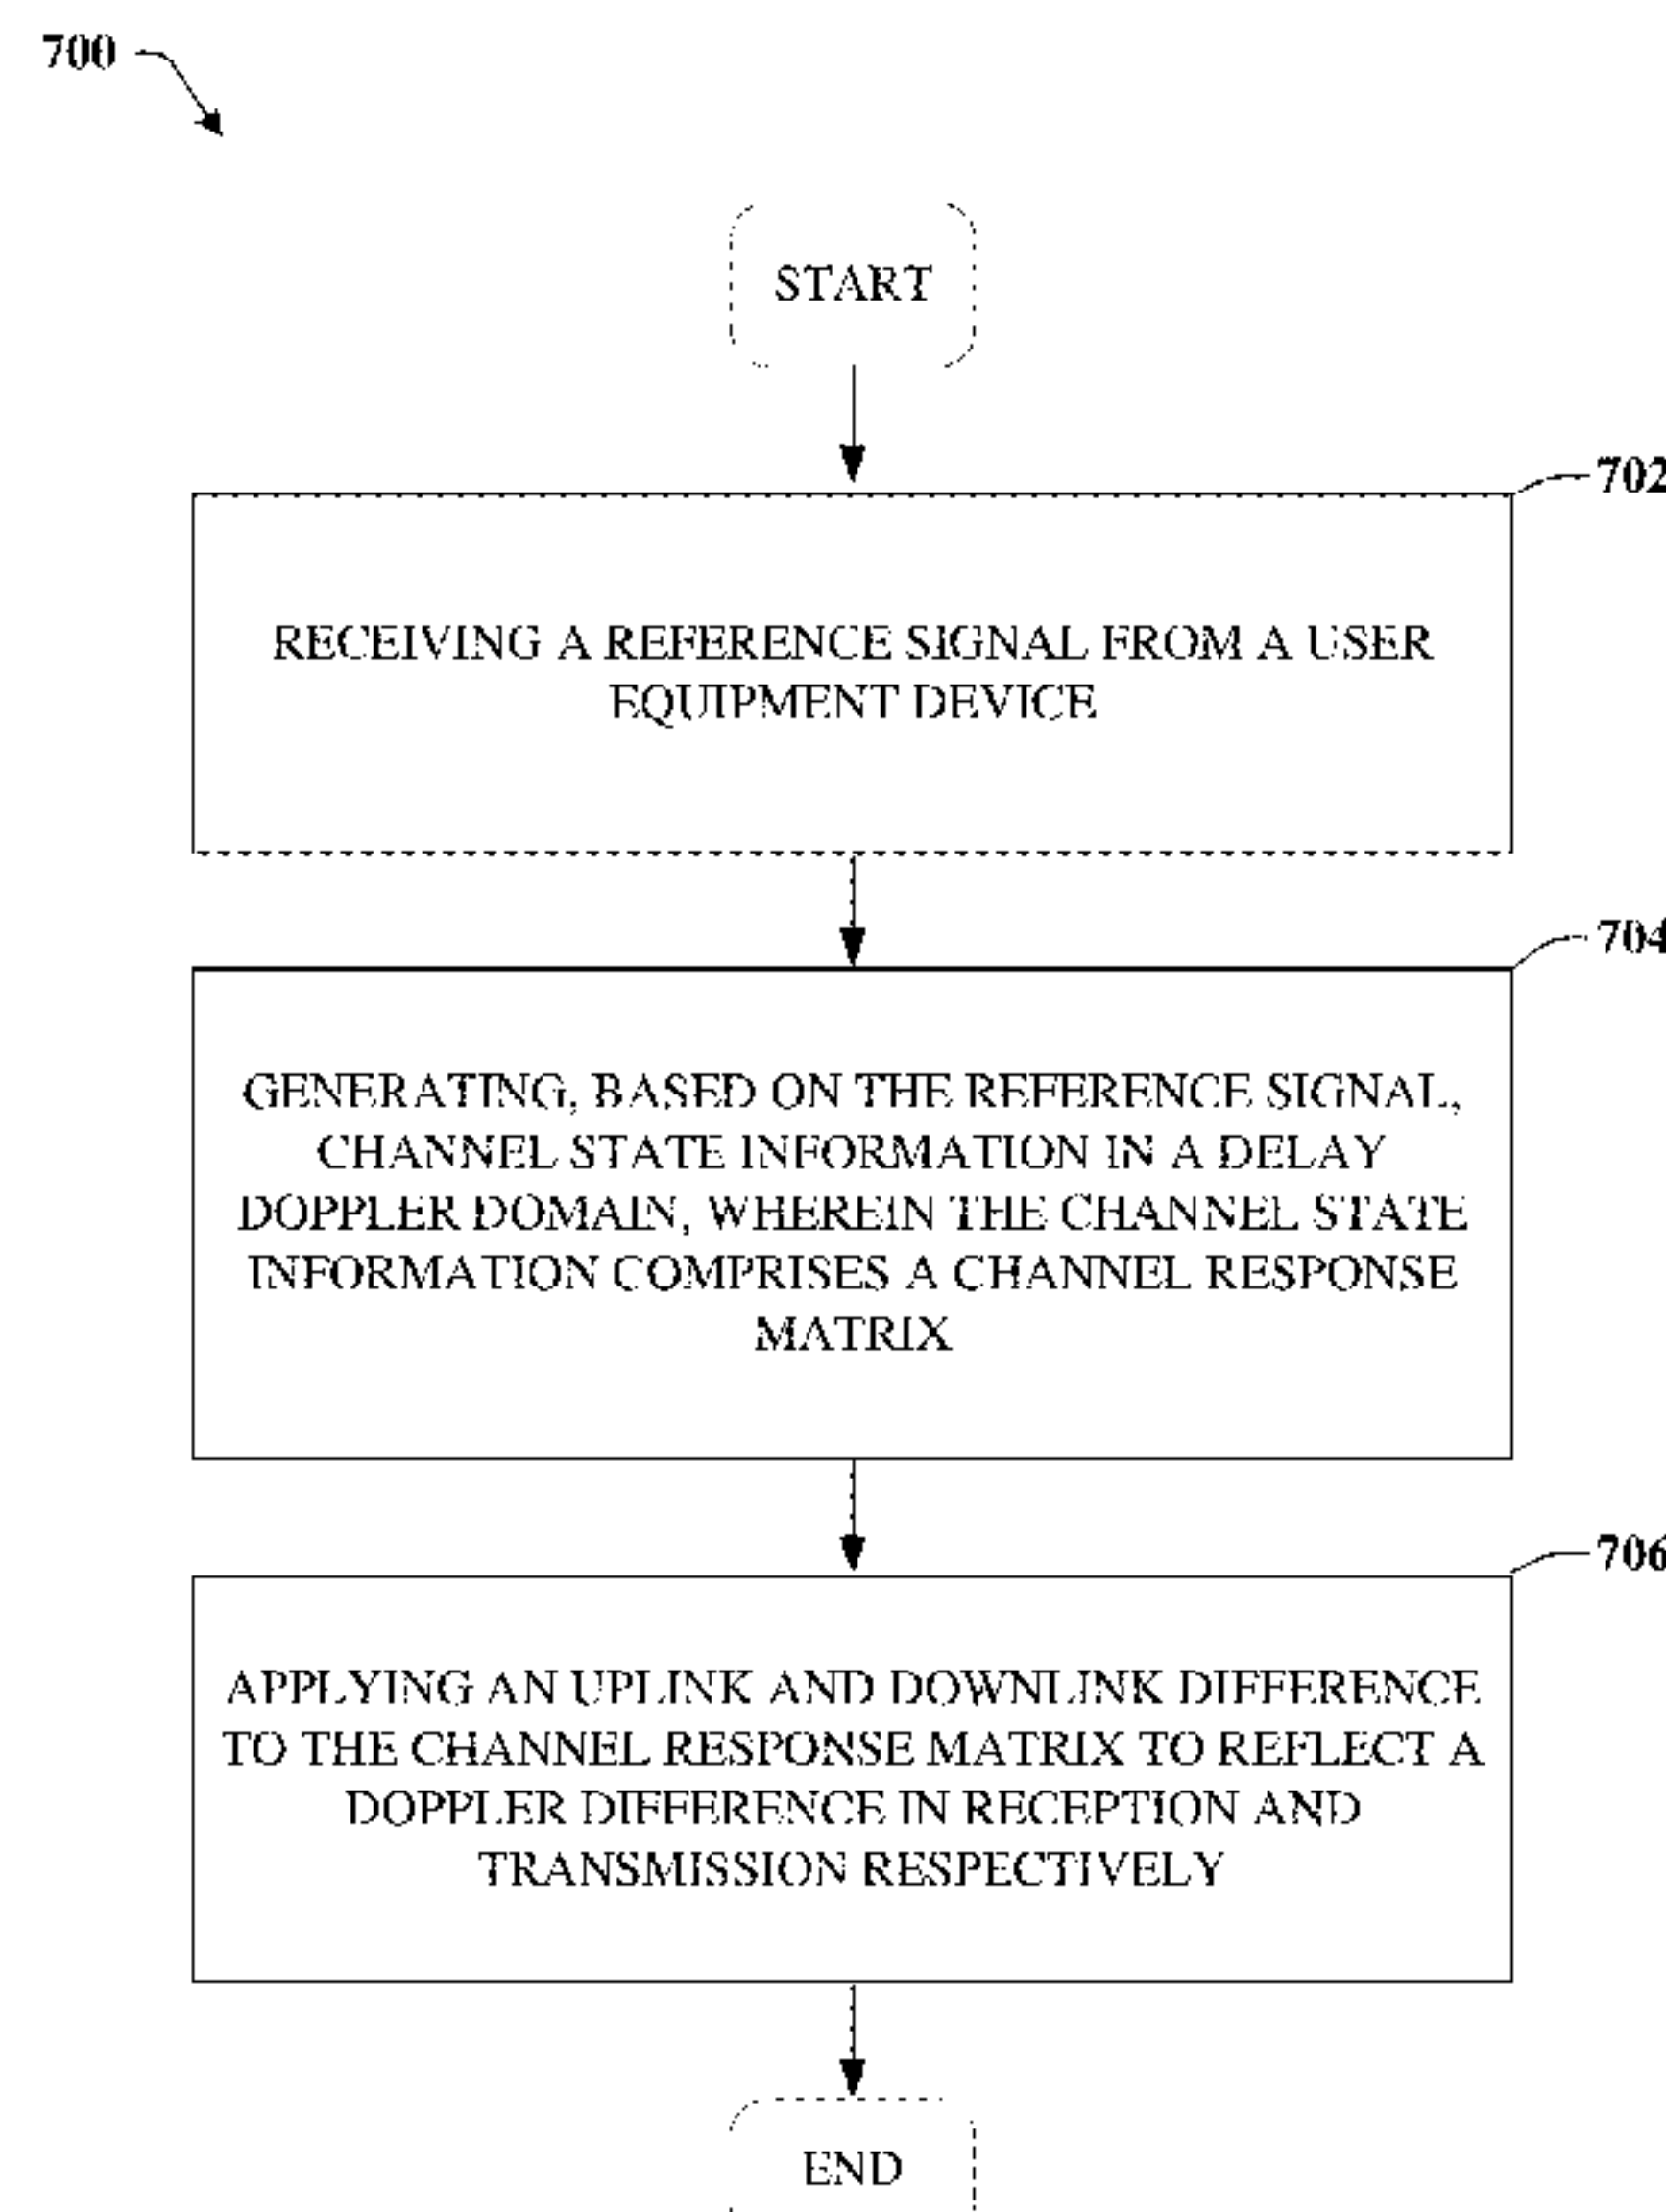 700
START
702
RECEIVING A REFERENCE SIGNAL FROM A USER
EQUIPMENT DEVICE
704
GENERATING, BASED ON THE REFERENCE SIGNAL,
CHANNEL STATE INFORMATION IN A DELAY
DOPPLER DOMAIN, WHEREIN THE CHANNEL STATE
INFORMATION COMPRISES A CHANNEL RESPONSE
MATRIX
706
APPLYING AN UPLINK AND DOWNLINK DIFFERENCE
TO THE CHANNEL RESPONSE MATRIX TO REFLECT A
DOPPLER DIFFERENCE IN RECEPTION AND
TRANSMISSION RESPECTIVELY
END